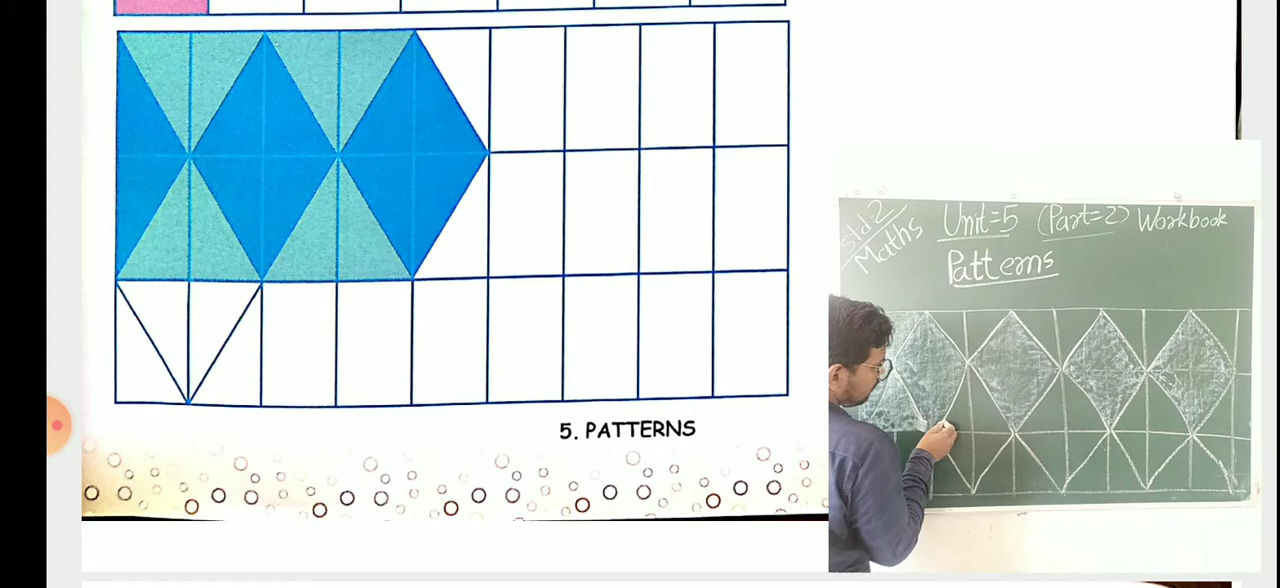 5. PATTERNS
Std:2
Maths
Unit=5 (Part=2) Workbook
Patterns